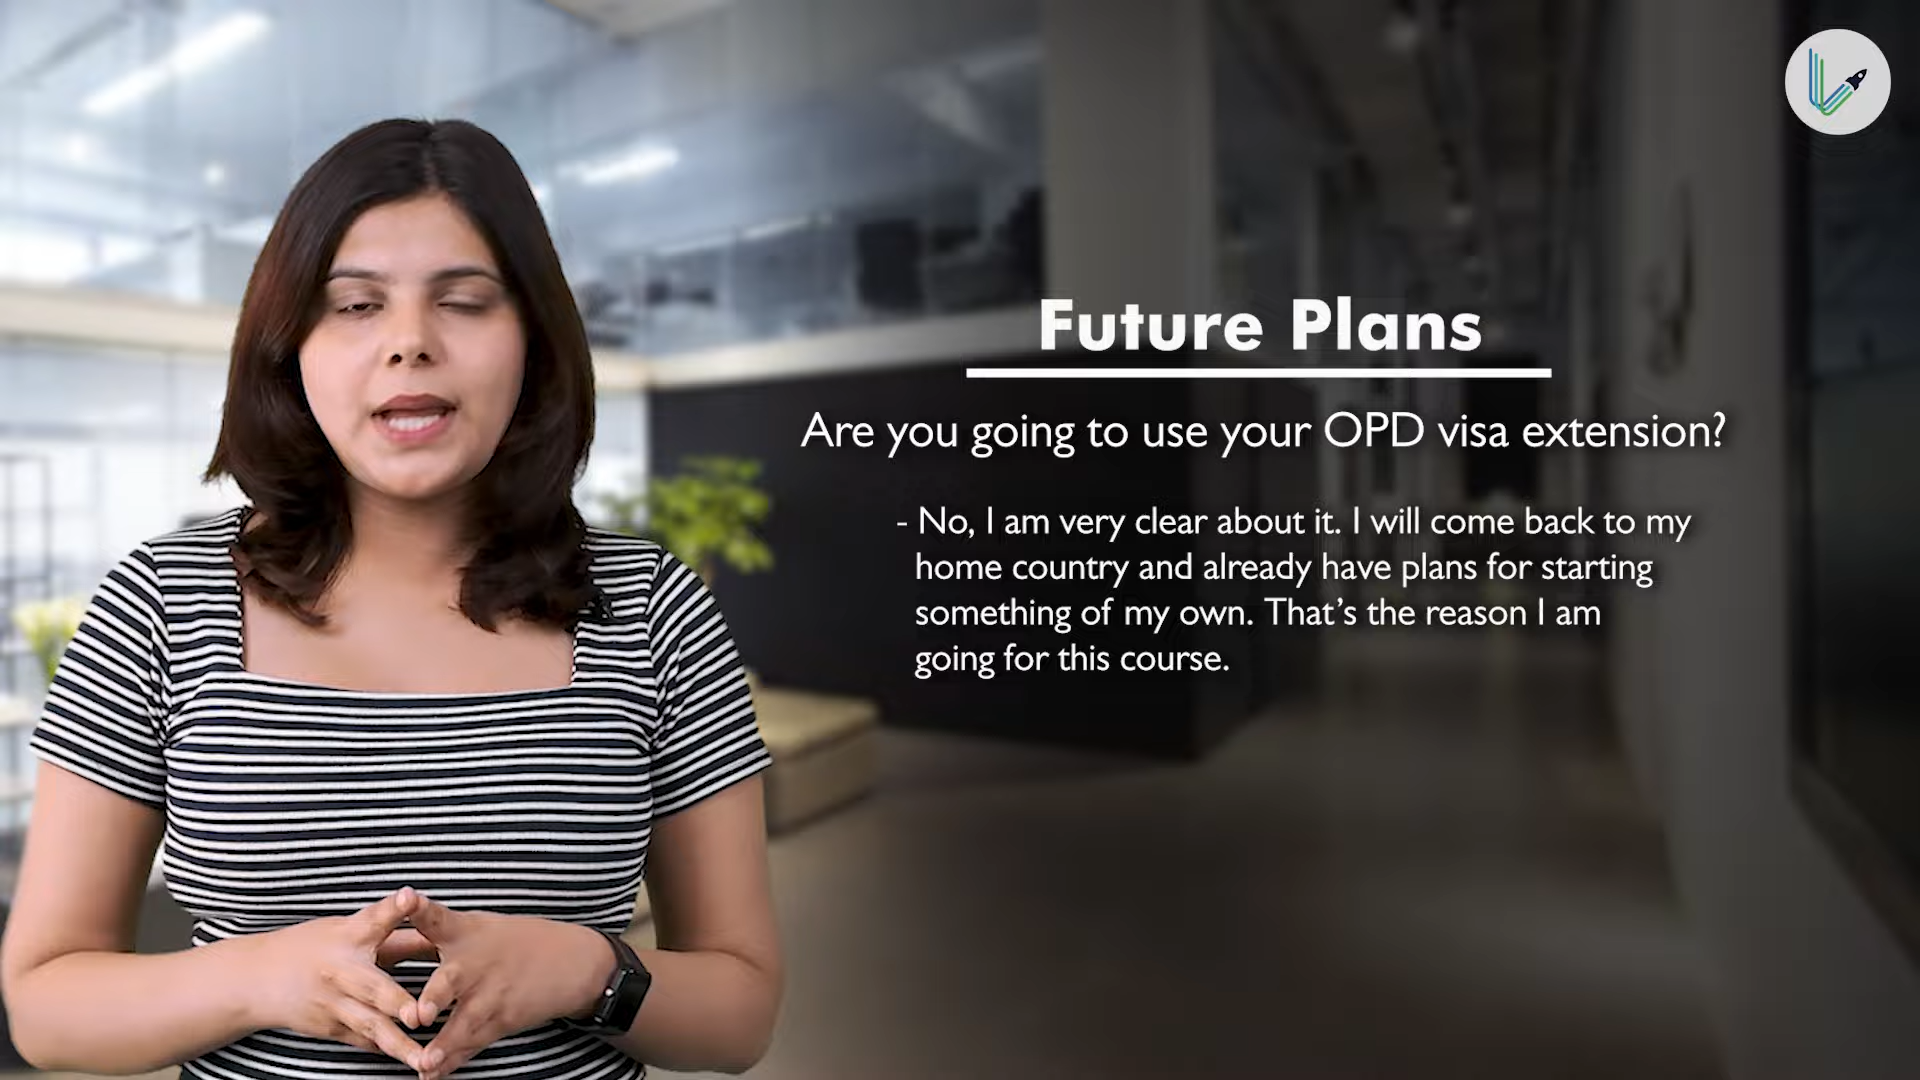 Future Plans
Are you going to use your OPD visa extension?
- No, I am very clear about it. I will come back to my
home country and already have plans for starting
something of my own. That's the reason I am
going for this course.